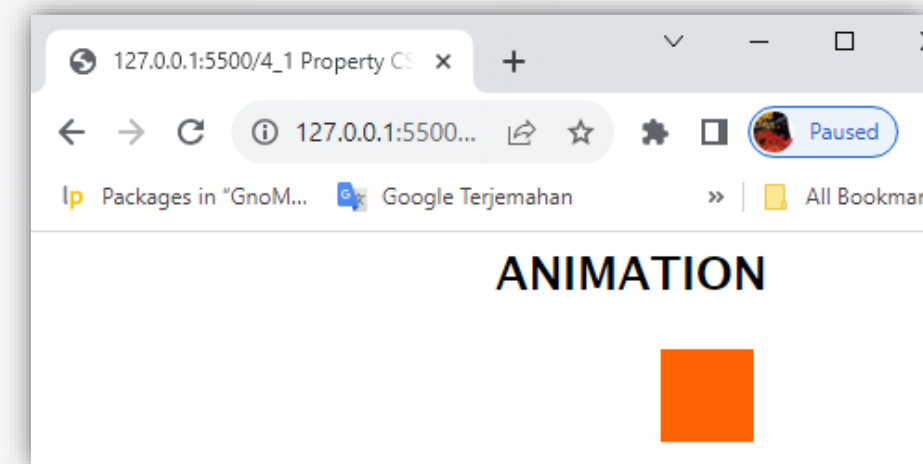 127.0.0.1:5500/4_1 Property CS
127.0.0.1:5500...
Paused
lp Packages in “GnoM... Google Terjemahan » All Bookmar
ANIMATION